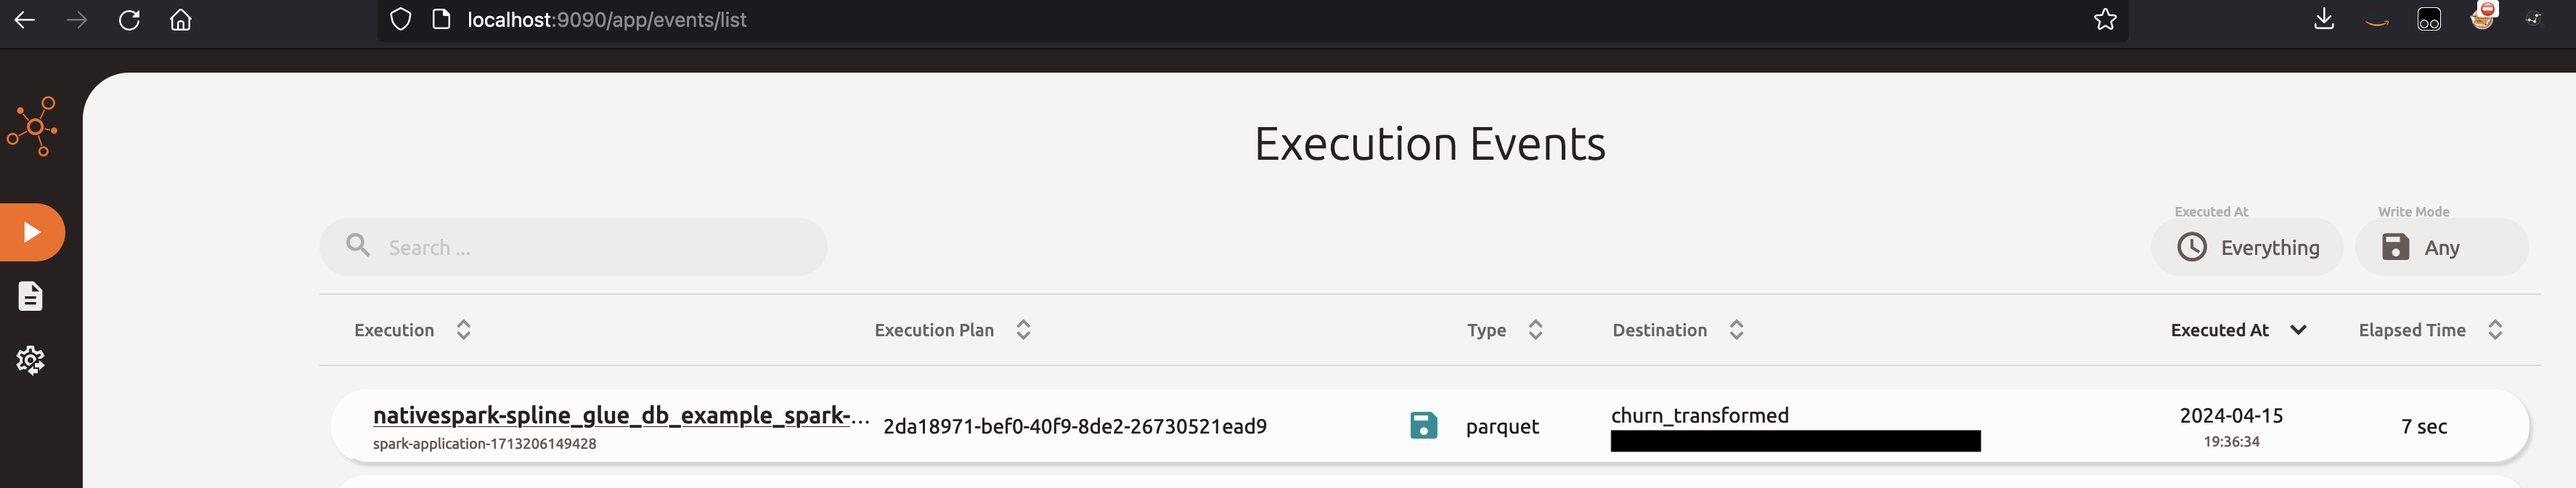 localhost:9090/app/events/list
Execution Events
Executed At
Write Mode
Search ...
Everything
Any
Execution
Execution Plan
Type
Destination
Executed At
Elapsed Time
nativespark-spline_glue_db_example_spark-...
spark-application-1713206149428
2da18971-bef0-40f9-8de2-26730521ead9
parquet
churn_transformed
2024-04-15
19:36:34
7 sec